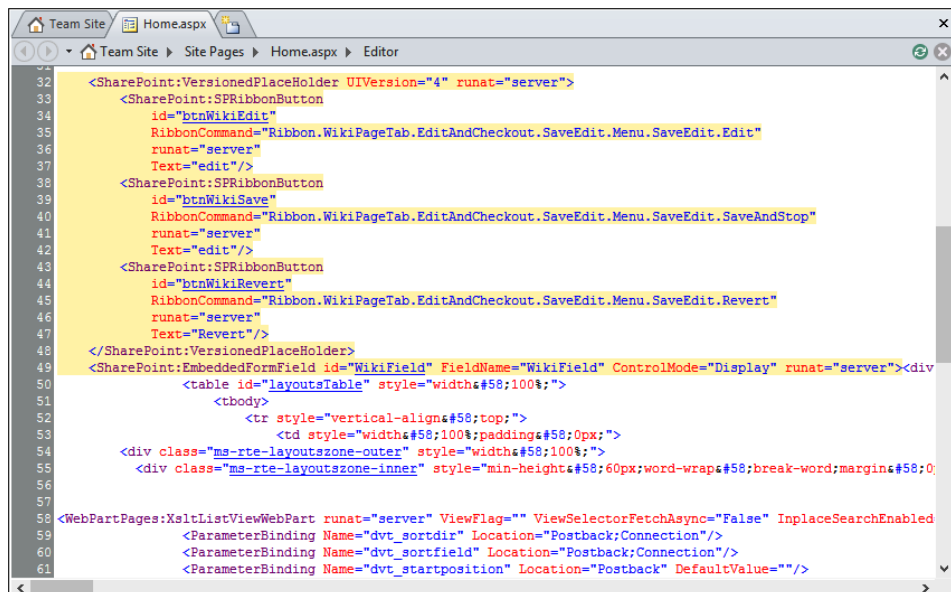 Team Site Home.aspx
Team Site Site Pages Home.aspx Editor
31
32 <SharePoint:VersionedPlaceHolder UIVersion="4" runat="server">
33 <SharePoint:SPRibbonButton
34 id="btnWikiEdit"
35 RibbonCommand="Ribbon.WikiPageTab.EditAndCheckout.SaveEdit.Menu.SaveEdit.Edit"
36 runat="server"
37 Text="edit"/>
38 <SharePoint:SPRibbonButton
39 id="btnWikiSave"
40 RibbonCommand="Ribbon.WikiPageTab.EditAndCheckout.SaveEdit.Menu.SaveEdit.SaveAndStop"
41 runat="server"
42 Text="edit"/>
43 <SharePoint:SPRibbonButton
44 id="btnWikiRevert"
45 RibbonCommand="Ribbon.WikiPageTab.EditAndCheckout.SaveEdit.Menu.SaveEdit.Revert"
46 runat="server"
47 Text="Revert"/>
48 </SharePoint:VersionedPlaceHolder>
49 <SharePoint:EmbeddedFormField id="WikiField" FieldName="WikiField" ControlMode="Display" runat="server"><div
50 <table id="layoutsTable" style="width&#58;100%;">
51 <tbody>
52 <tr style="vertical-align&#58;top;">
53 <td style="width&#58;100%;padding&#58;0px;">
54 <div class="ms-rte-layoutszone-outer" style="width&#58;100%;">
55 <div class="ms-rte-layoutszone-inner" style="min-height&#58;60px;word-wrap&#58;break-word;margin&#58;0
56
57
58 <WebPartPages:XsltListViewWebPart runat="server" ViewFlag="" ViewSelectorFetchAsync="False" InplaceSearchEnabled
59 <ParameterBinding Name="dvt_sortdir" Location="Postback;Connection"/>
60 <ParameterBinding Name="dvt_sortfield" Location="Postback;Connection"/>
61 <ParameterBinding Name="dvt_startposition" Location="Postback" DefaultValue=""/>